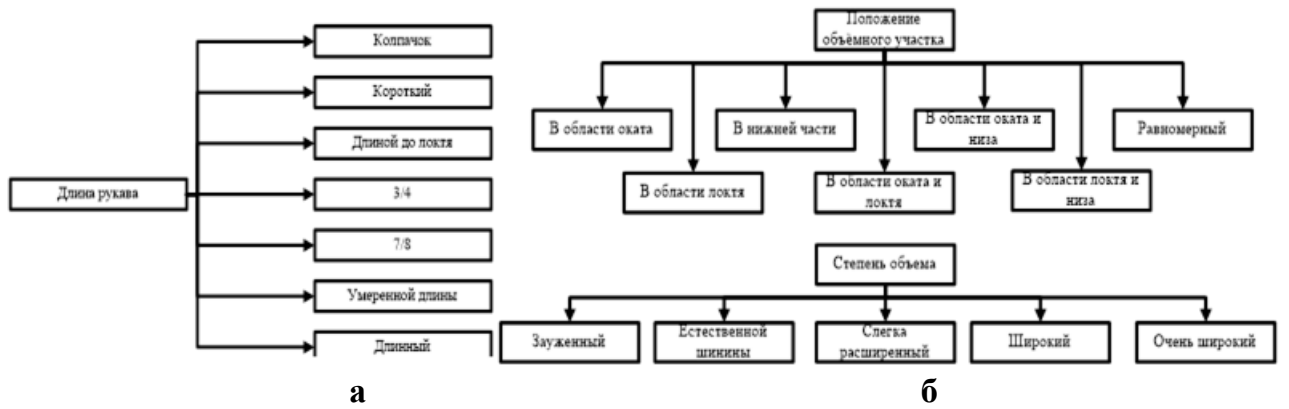 Длина рукава
Колпачок
Короткий
Длиной до локтя
3/4
7/8
Умеренной длины
Длинный
а
Положение
объёмного участка
В области оката
В нижней части
В области оката и
низа
Равномерный
В области локтя
В области оката и
локтя
В области локтя и
низа
Степень объема
Зауженный
Естественной
шинины
Слегка
расширенный
Широкий
Очень широкий
б